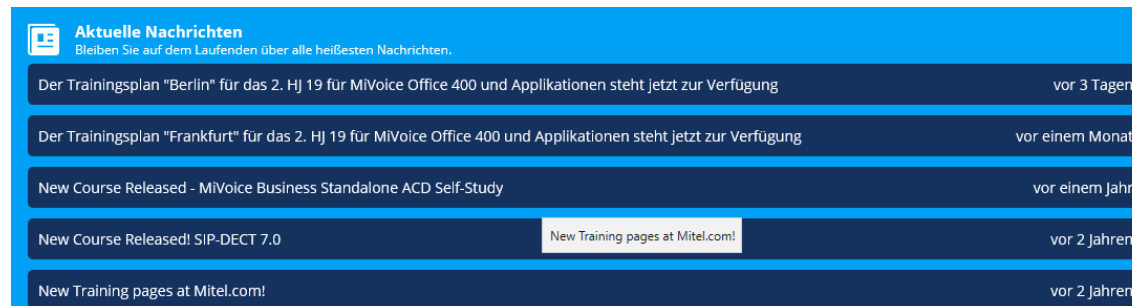 Aktuelle Nachrichten
Bleiben Sie auf dem Laufenden über alle heißesten Nachrichten.
Der Trainingsplan "Berlin" für das 2. HJ 19 für MiVoice Office 400 und Applikationen steht jetzt zur Verfügung vor 3 Tagen
Der Trainingsplan "Frankfurt" für das 2. HJ 19 für MiVoice Office 400 und Applikationen steht jetzt zur Verfügung vor einem Monat
New Course Released - MiVoice Business Standalone ACD Self-Study vor einem Jahr
New Course Released! SIP-DECT 7.0 New Training pages at Mitel.com! vor 2 Jahren
New Training pages at Mitel.com! vor 2 Jahren